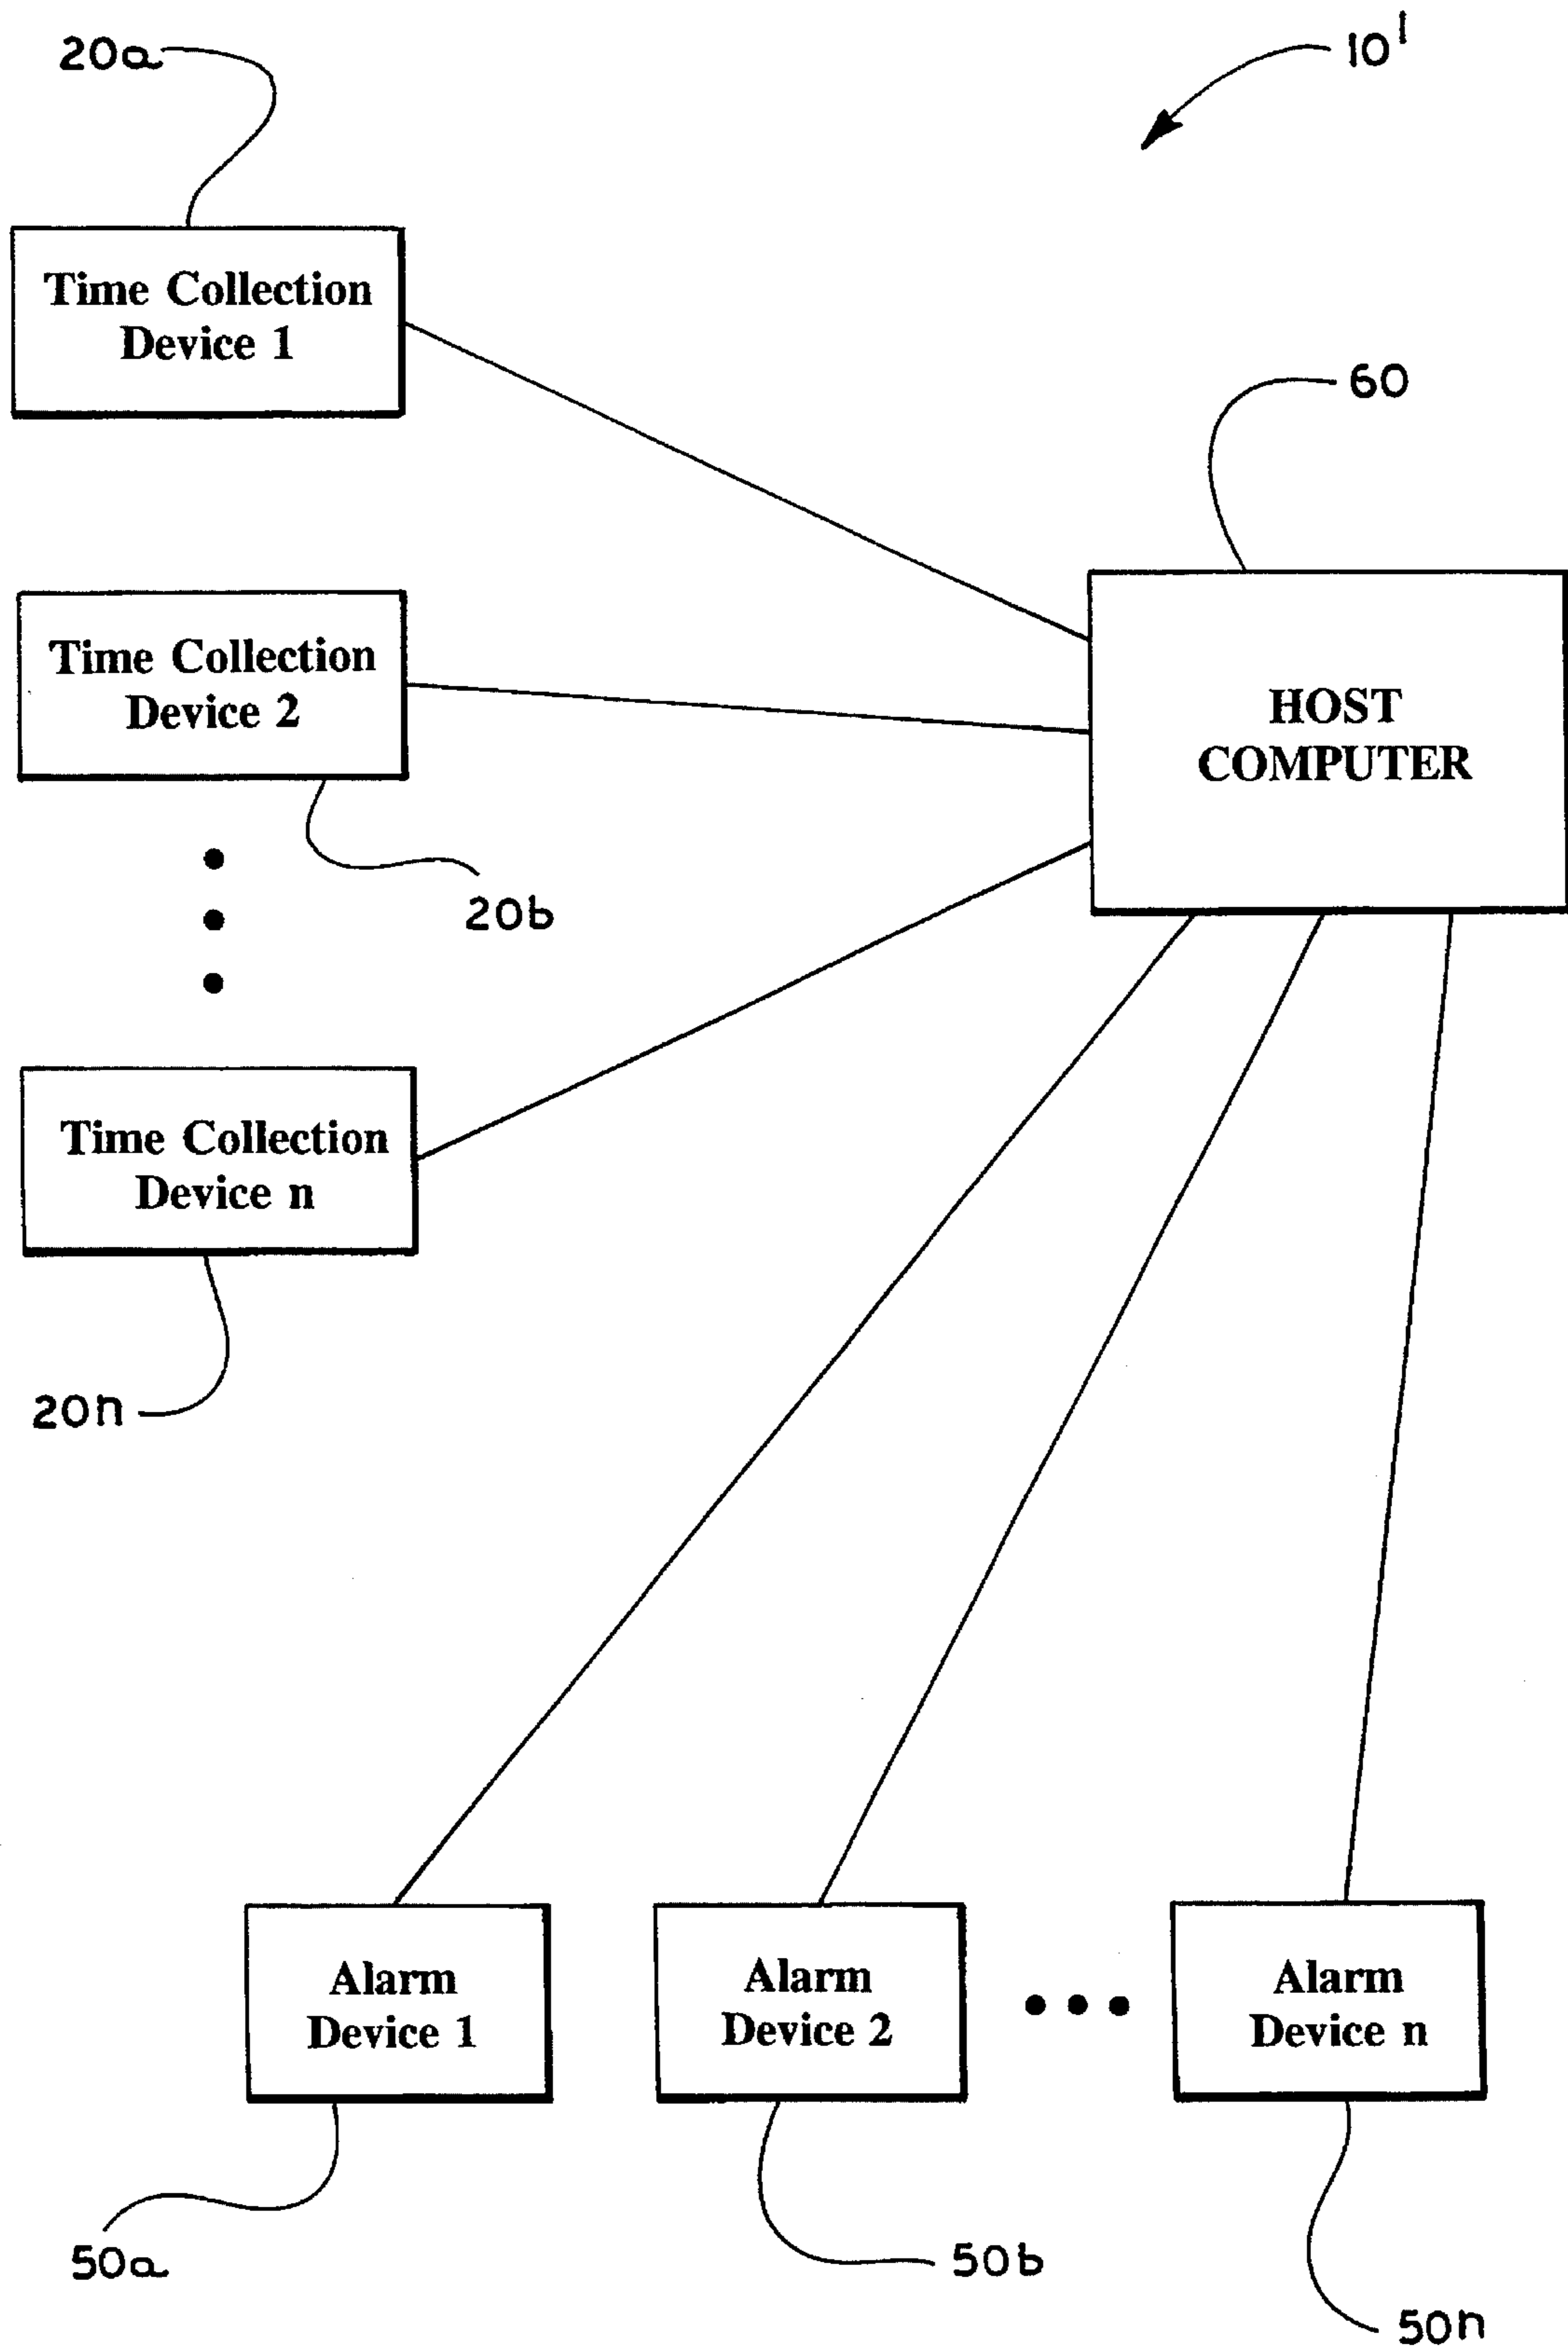 20a
10'
Time Collection
Device 1
60
Time Collection
Device 2
HOST
COMPUTER
20b
Time Collection
Device n
20n
Alarm
Device 1
Alarm
Device 2
Alarm
Device n
50a
50b
50n